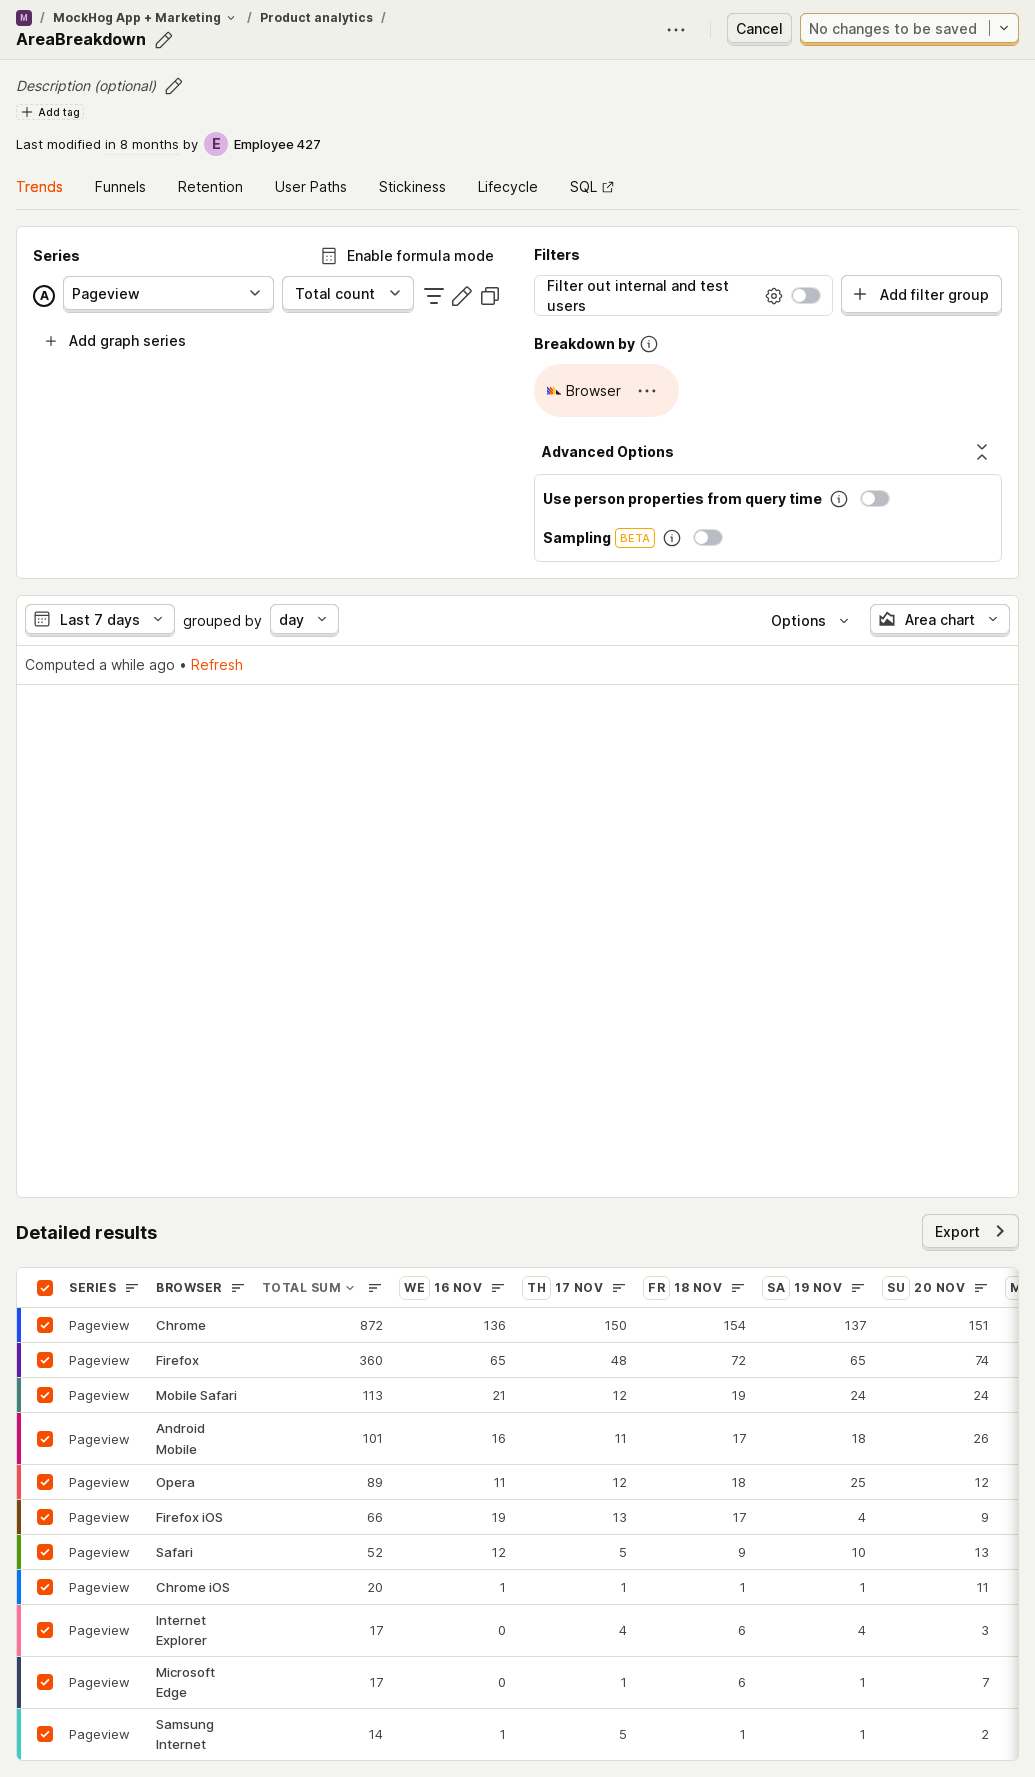 M / MockHog App + Marketing / Product analytics /
AreaBreakdown
Cancel
No changes to be saved
Description (optional)
Add tag
Last modified in 8 months by E Employee 427
Trends Funnels Retention User Paths Stickiness Lifecycle SQL
Series
Enable formula mode
A Pageview Total count
Add graph series
Filters
Filter out internal and test
users
Add filter group
Breakdown by
Browser
Advanced Options
Use person properties from query time
Sampling BETA
Last 7 days grouped by day Options Area chart
Computed a while ago • Refresh
Detailed results
Export
SERIES BROWSER TOTAL SUM WE 16 NOV TH 17 NOV FR 18 NOV SA 19 NOV SU 20 NOV
Pageview Chrome 872 136 150 154 137 151
Pageview Firefox 360 65 48 72 65 74
Pageview Mobile Safari 113 21 12 19 24 24
Pageview Android
Mobile 101 16 11 17 18 26
Pageview Opera 89 11 12 18 25 12
Pageview Firefox iOS 66 19 13 17 4 9
Pageview Safari 52 12 5 9 10 13
Pageview Chrome iOS 20 1 1 1 1 11
Pageview Internet
Explorer 17 0 4 6 4 3
Pageview Microsoft
Edge 17 0 1 6 1 7
Pageview Samsung
Internet 14 1 5 1 1 2